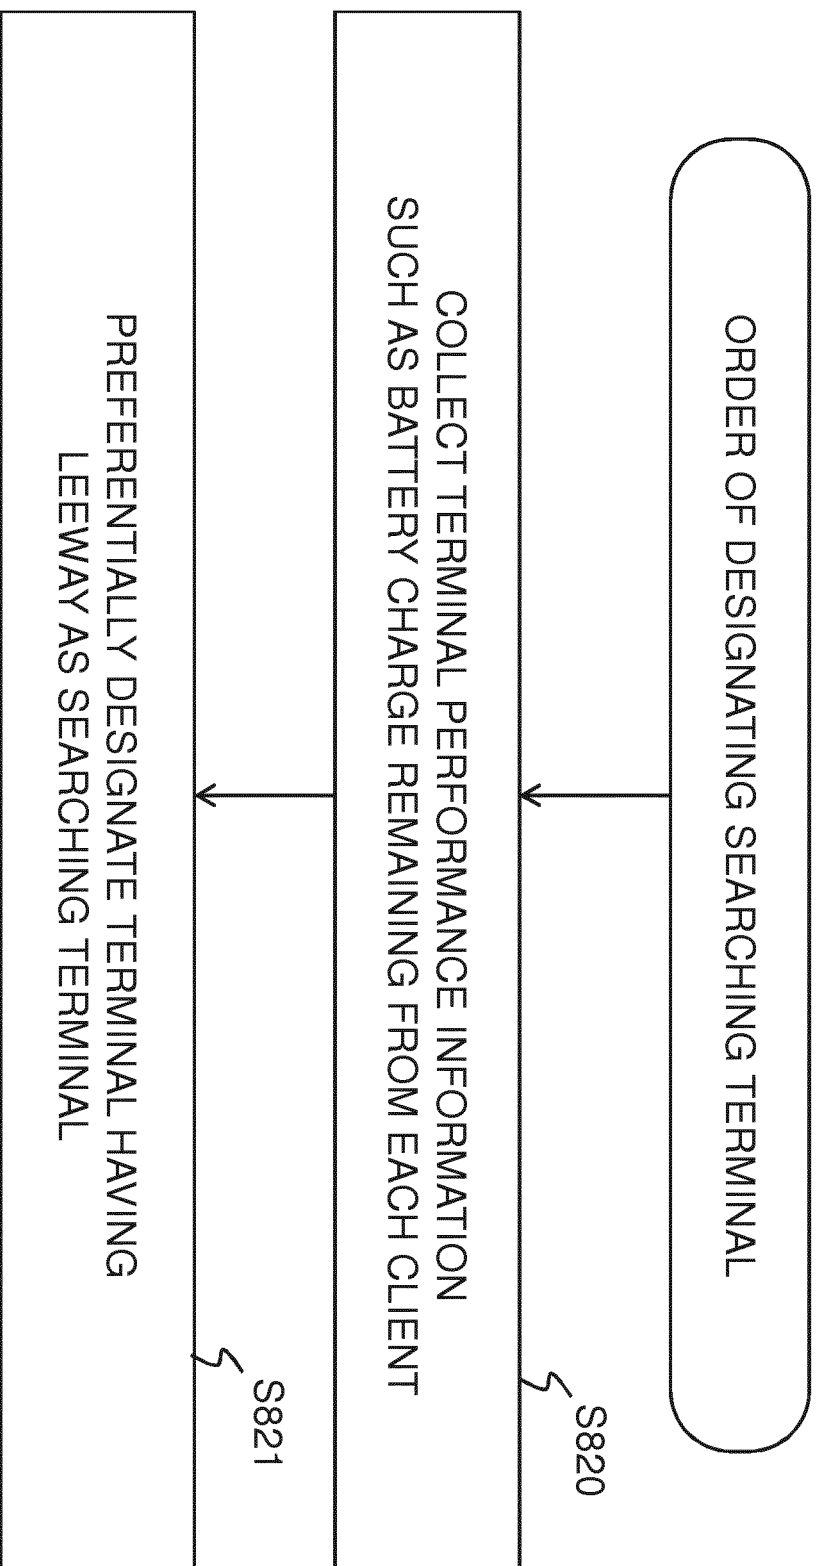 ORDER OF DESIGNATING SEARCHING TERMINAL
S820
COLLECT TERMINAL PERFORMANCE INFORMATION
SUCH AS BATTERY CHARGE REMAINING FROM EACH CLIENT
S821
PREFERENTIALLY DESIGNATE TERMINAL HAVING
LEEWAY AS SEARCHING TERMINAL